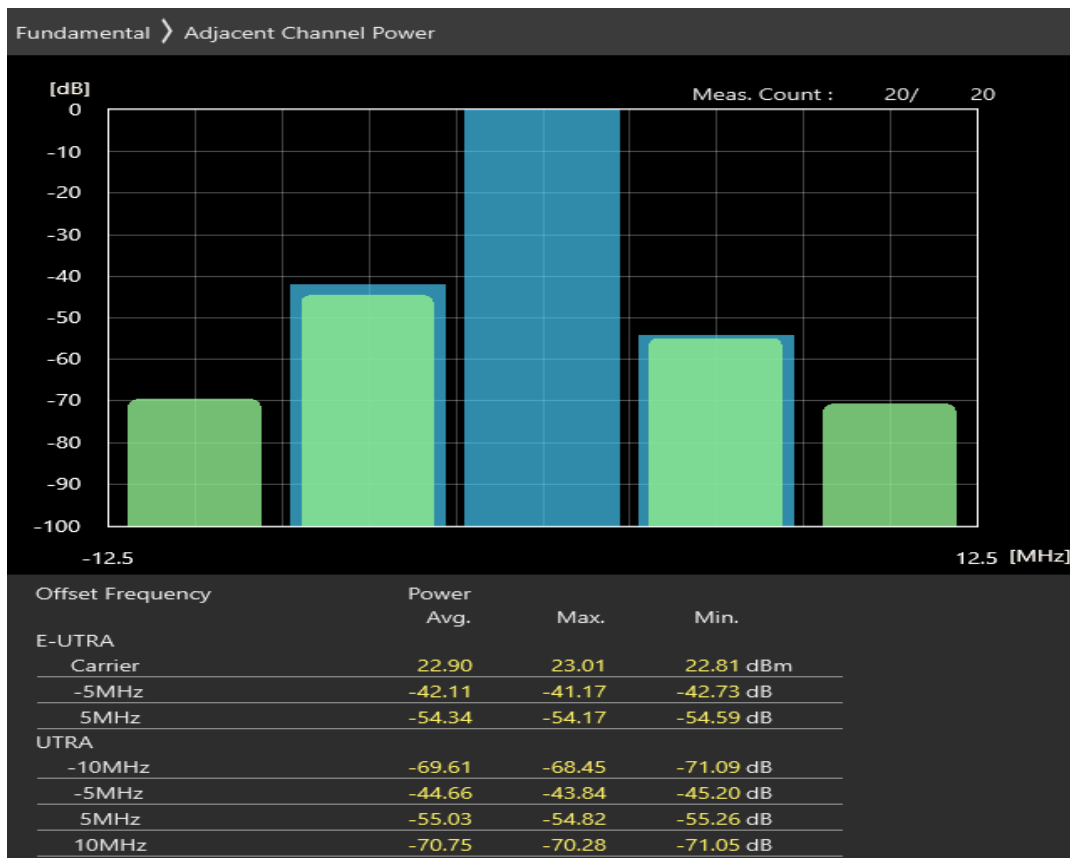 Fundamental 〉 Adjacent Channel Power
[dB]
Meas. Count : 20/ 20
0
-10
-20
-30
-40
-50
-60
-70
-80
-90
-100
-12.5 12.5 [MHz]
Offset Frequency Power
Avg. Max. Min.
E-UTRA
Carrier 22.90 23.01 22.81 dBm
-5MHz -42.11 -41.17 -42.73 dB
5MHz -54.34 -54.17 -54.59 dB
UTRA
-10MHz -69.61 -68.45 -71.09 dB
-5MHz -44.66 -43.84 -45.20 dB
5MHz -55.03 -54.82 -55.26 dB
10MHz -70.75 -70.28 -71.05 dB